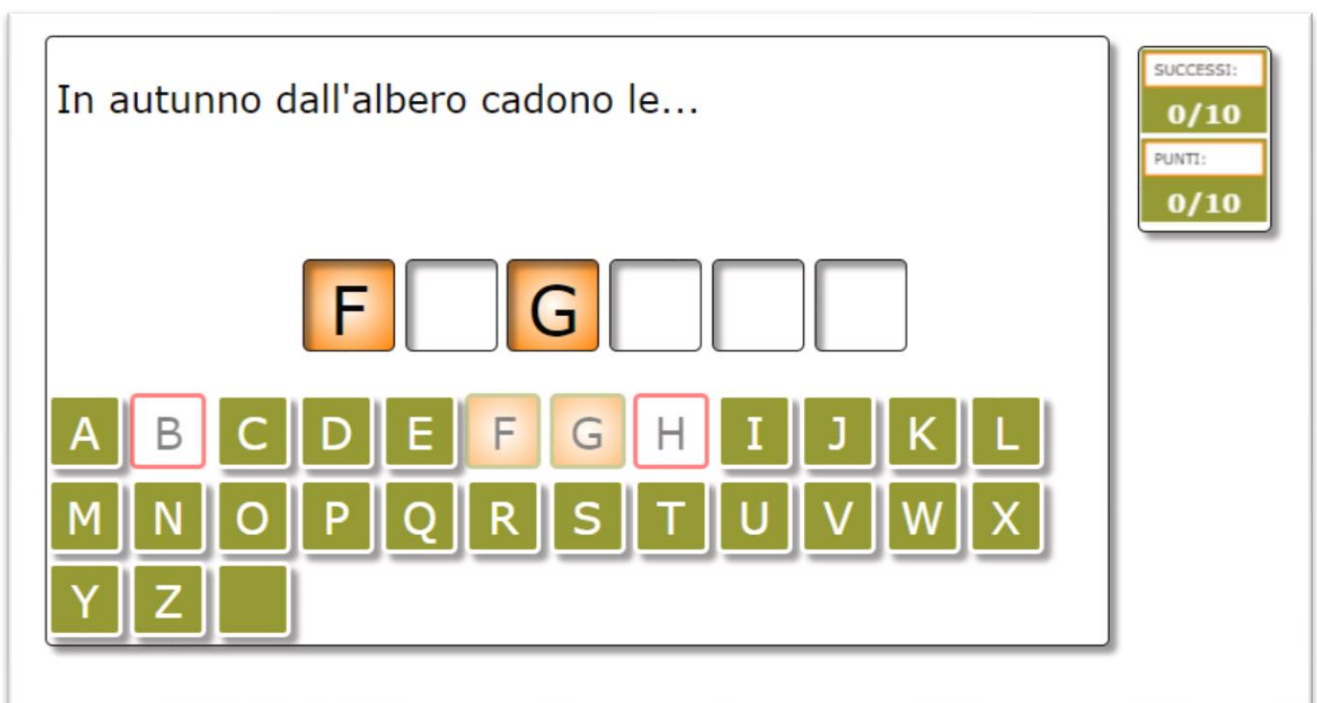 In autunno dall'albero cadono le...
F G
A B C D E F G H I J K L
M N O P Q R S T U V W X
Y Z
SUCCESSI:
0/10
PUNTI:
0/10